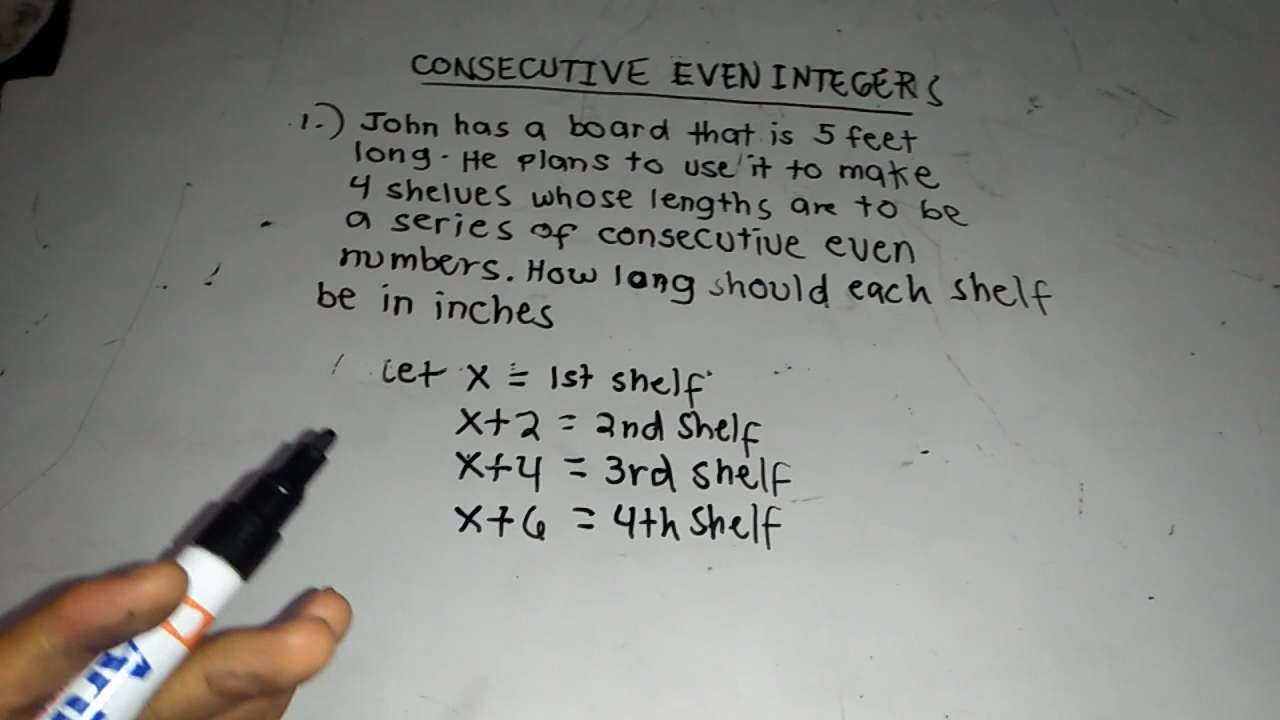 CONSECUTIVE EVEN INTEGERS
1.) John has a board that is 5 feet
long. He plans to use it to make
4 shelves whose lengths are to be
a series of consecutive even
numbers. How long should each shelf
be in inches
Let x = 1st shelf
x+2 = 2nd shelf
x+4 = 3rd shelf
x+6 = 4th shelf